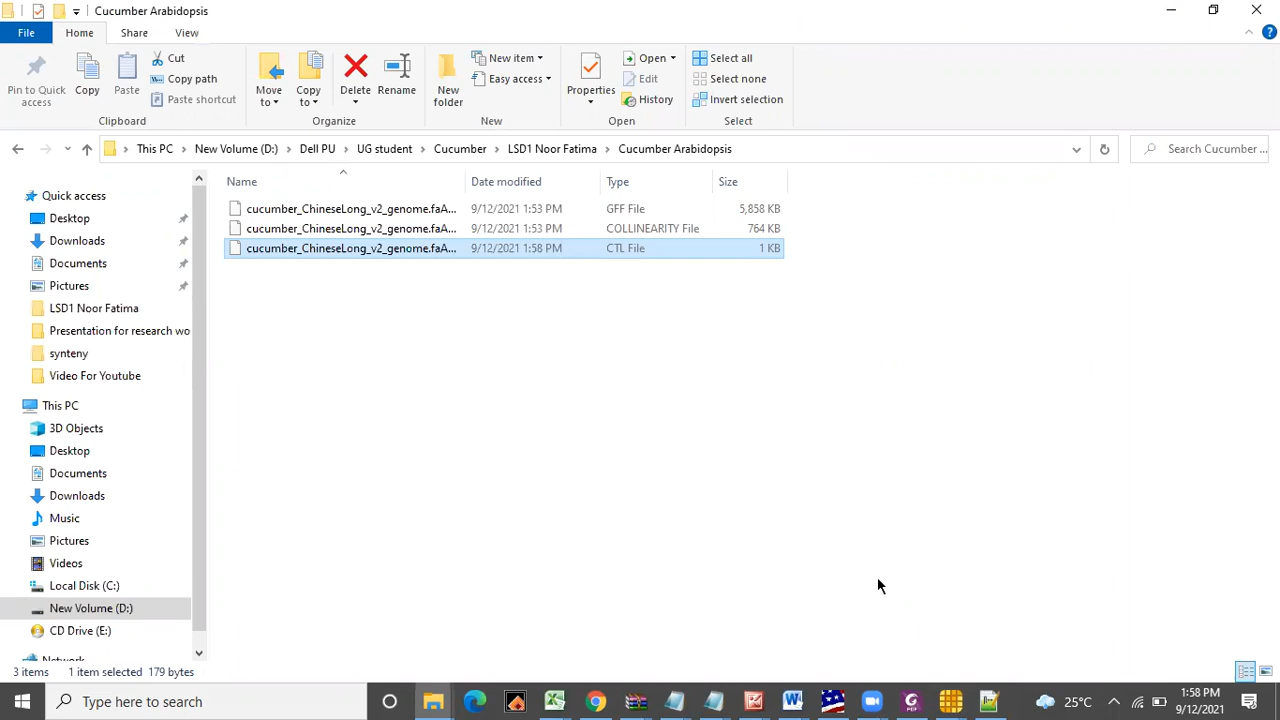 Cucumber Arabidopsis
File Home Share View
Pin to Quick access
Copy
Paste
Cut
Copy path
Paste shortcut
Clipboard
Move to
Copy to
Delete
Rename
Organize
New folder
New item
Easy access
New
Properties
Open
Edit
History
Open
Select all
Select none
Invert selection
Select
This PC New Volume (D:) Dell PU UG student Cucumber LSD1 Noor Fatima Cucumber Arabidopsis
Search Cucumber ...
Name Date modified Type Size
cucumber_ChineseLong_v2_genome.faA... 9/12/2021 1:53 PM GFF File 5,858 KB
cucumber_ChineseLong_v2_genome.faA... 9/12/2021 1:53 PM COLLINEARITY File 764 KB
cucumber_ChineseLong_v2_genome.faA... 9/12/2021 1:58 PM CTL File 1 KB
Quick access
Desktop
Downloads
Documents
Pictures
LSD1 Noor Fatima
Presentation for research wo
synteny
Video For Youtube
This PC
3D Objects
Desktop
Documents
Downloads
Music
Pictures
Videos
Local Disk (C:)
New Volume (D:)
CD Drive (E:)
Network
3 items 1 item selected 179 bytes
Type here to search
25°C
1:58 PM
9/12/2021